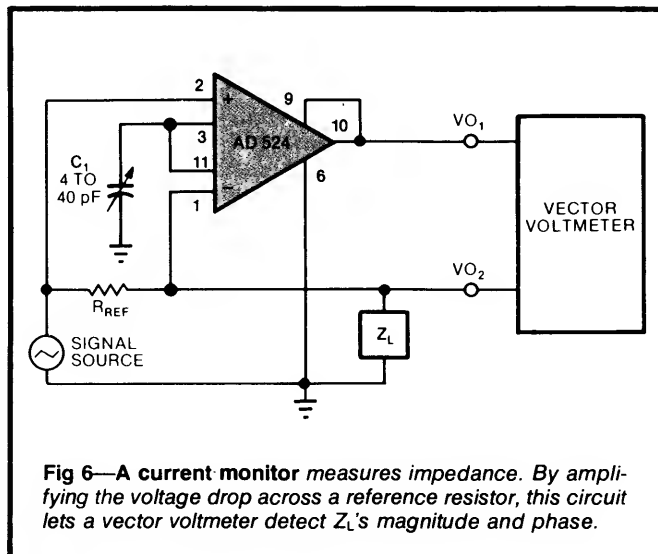 2
9
+
10
VO1
3
AD 524
C1
4 TO
40 pF
11
–
6
1
VECTOR
VOLTMETER
VO2
RREF
ZL
SIGNAL
SOURCE
Fig 6—A current monitor measures impedance. By ampli-
fying the voltage drop across a reference resistor, this circuit
lets a vector voltmeter detect ZL's magnitude and phase.